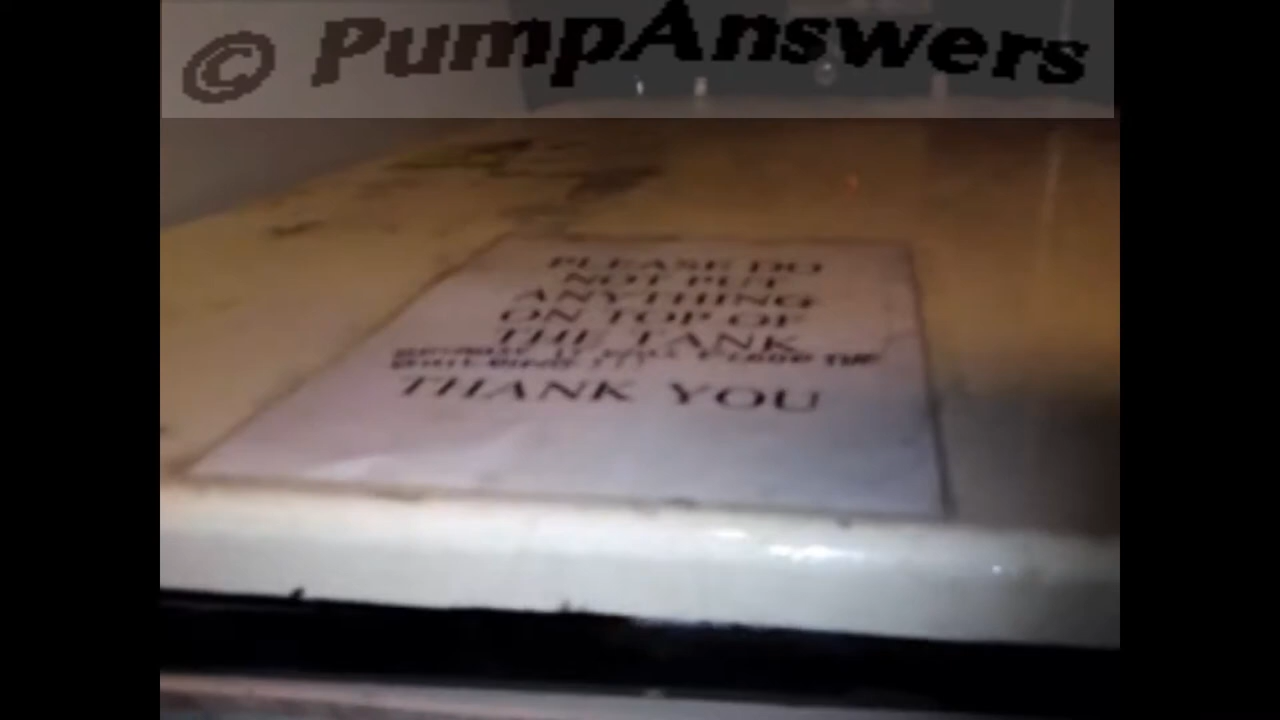 © PumpAnswers
PLEASE DO
NOT PUT
ANYTHING
ON TOP OF
THE TANK
THANK YOU